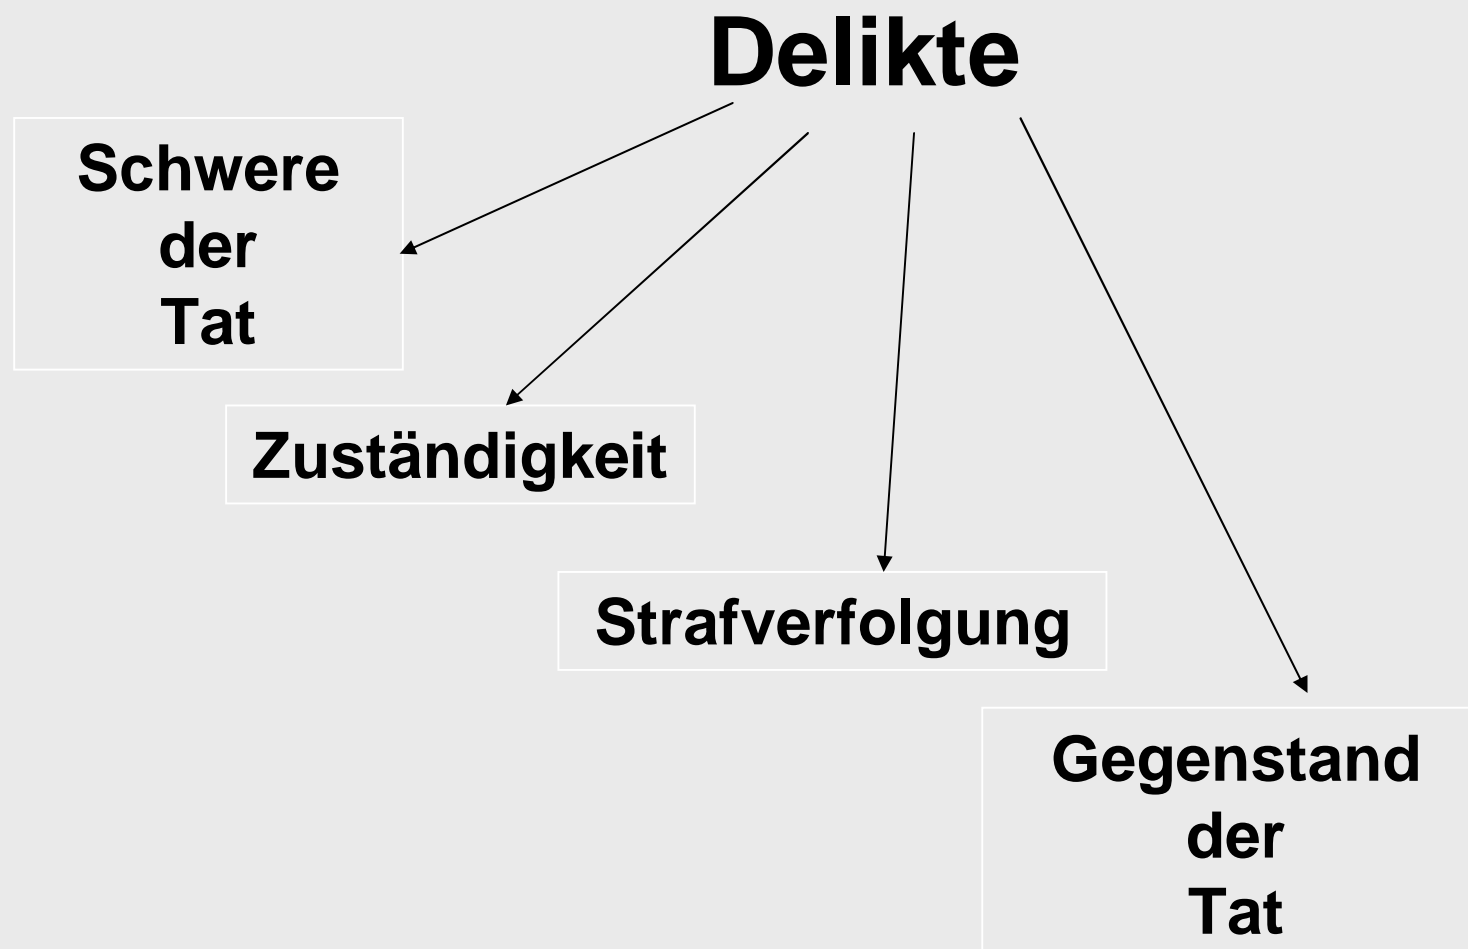 Delikte
Schwere
der
Tat
Zuständigkeit
Strafverfolgung
Gegenstand
der
Tat